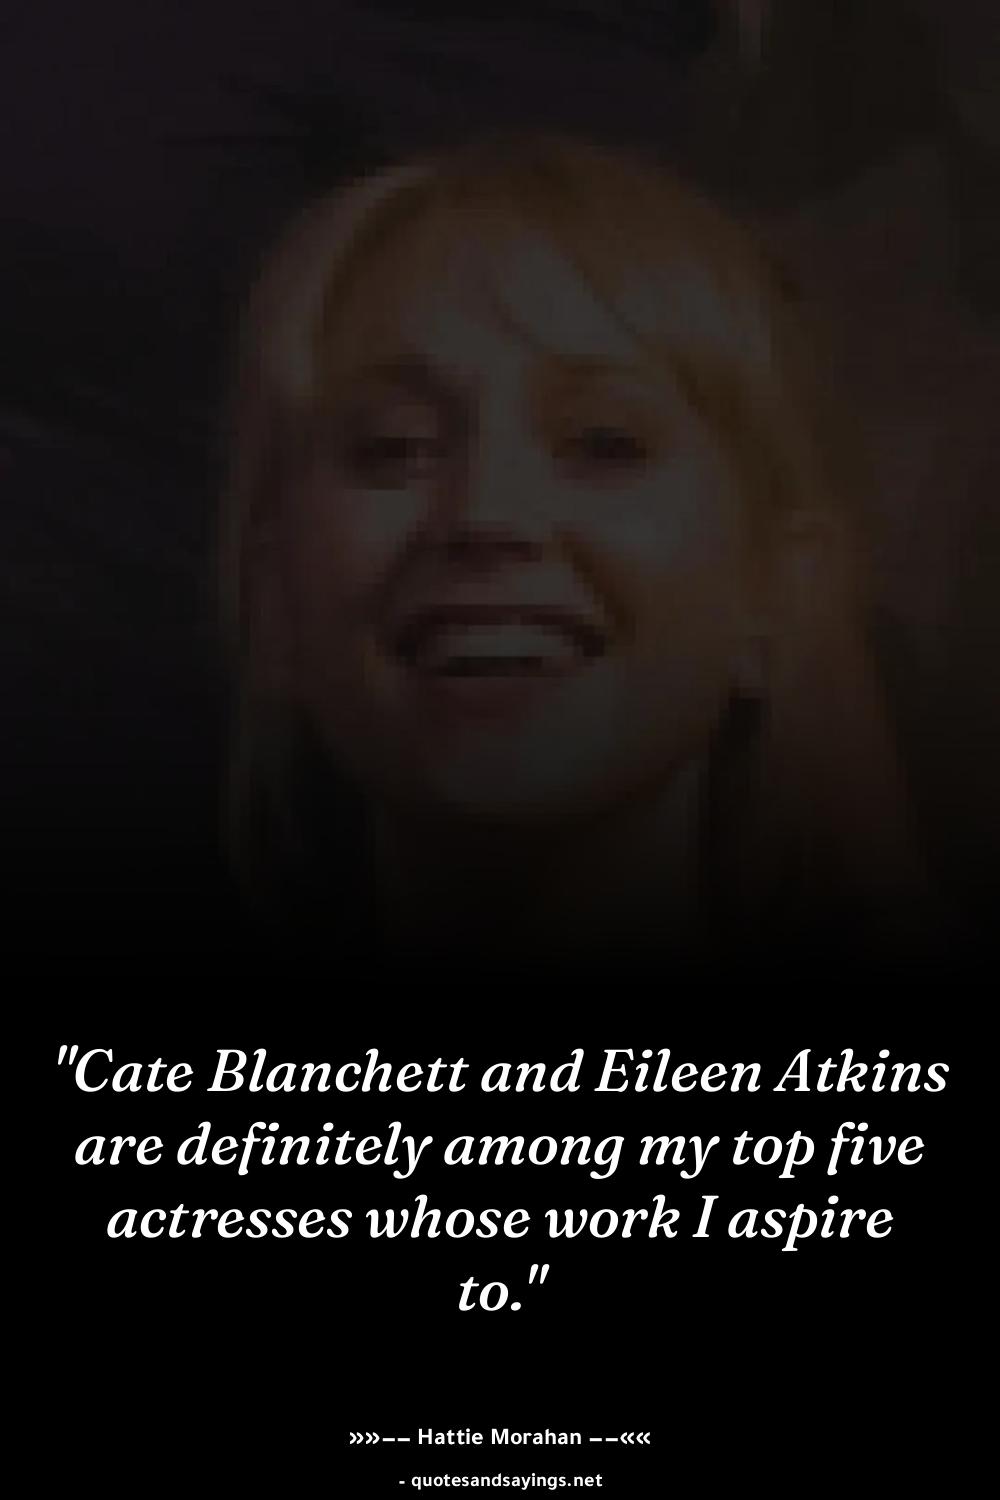 "Cate Blanchett and Eileen Atkins
are definitely among my top five
actresses whose work I aspire
to."
»»−− Hattie Morahan −−««
- quotesandsayings.net